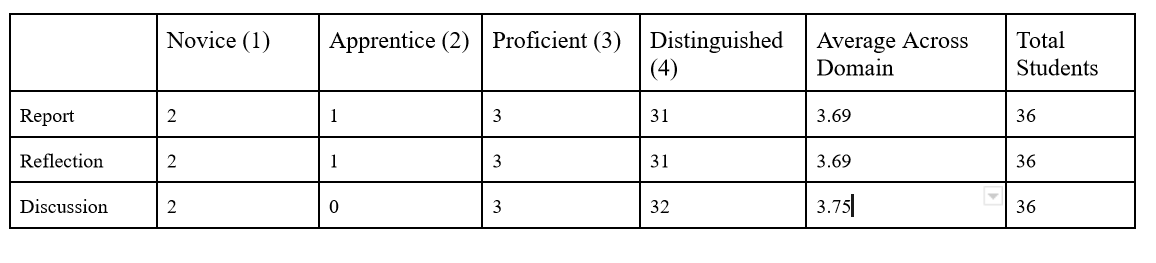 Novice (1) Apprentice (2) Proficient (3) Distinguished (4) Average Across Domain Total Students
Report 2 1 3 31 3.69 36
Reflection 2 1 3 31 3.69 36
Discussion 2 0 3 32 3.75 36